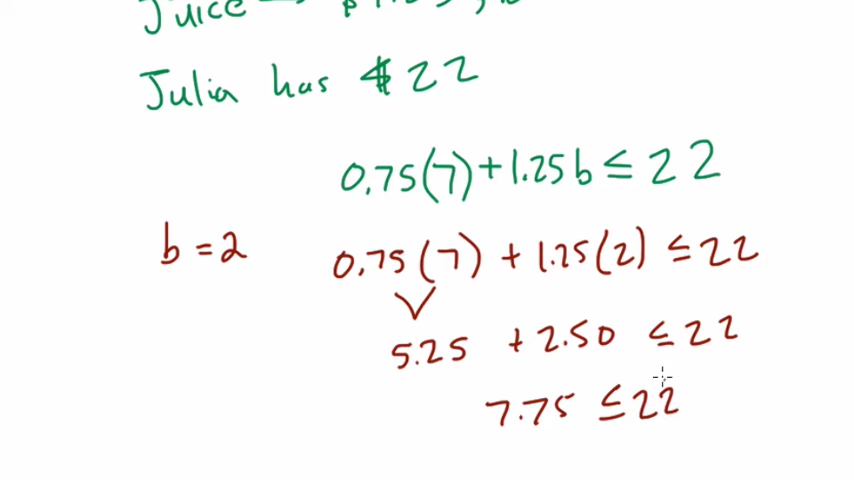 Juice →
Julia has $22
0.75(7)+1.25b ≤ 22
b = 2 0.75(7) + 1.25(2) ≤ 22
5.25 + 2.50 ≤ 22
7.75 ≤ 22